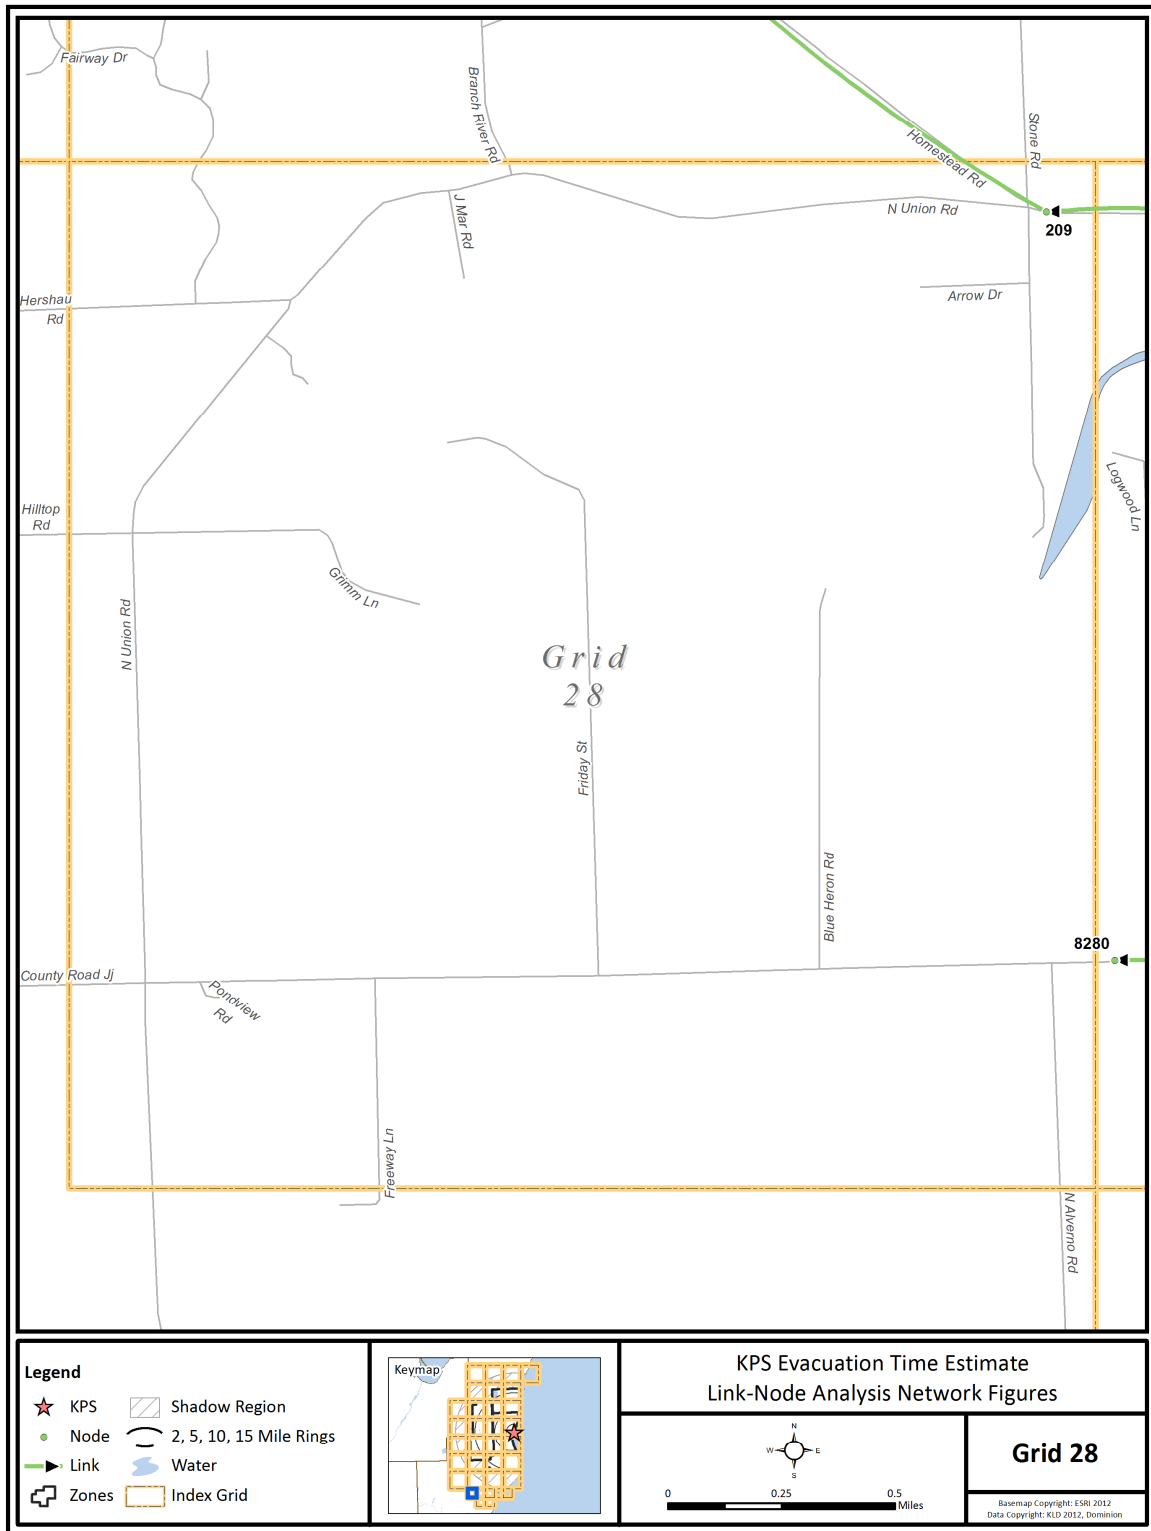 Fairway Dr
Branch River Rd
Homestead Rd
Stone Rd
J Mar Rd
N Union Rd
209
Hershau
Rd
Arrow Dr
Logwood Ln
Hilltop
Rd
Grimm Ln
N Union Rd
Grid
28
Friday St
Blue Heron Rd
8280
County Road Jj
Pondview
Rd
Freeway Ln
N Alverno Rd
Legend
KPS
Shadow Region
Node
2, 5, 10, 15 Mile Rings
Link
Water
Zones
Index Grid
Keymap
KPS Evacuation Time Estimate
Link-Node Analysis Network Figures
N
W E
S
0 0.25 0.5
Miles
Grid 28
Basemap Copyright: ESRI 2012
Data Copyright: KLD 2012, Dominion